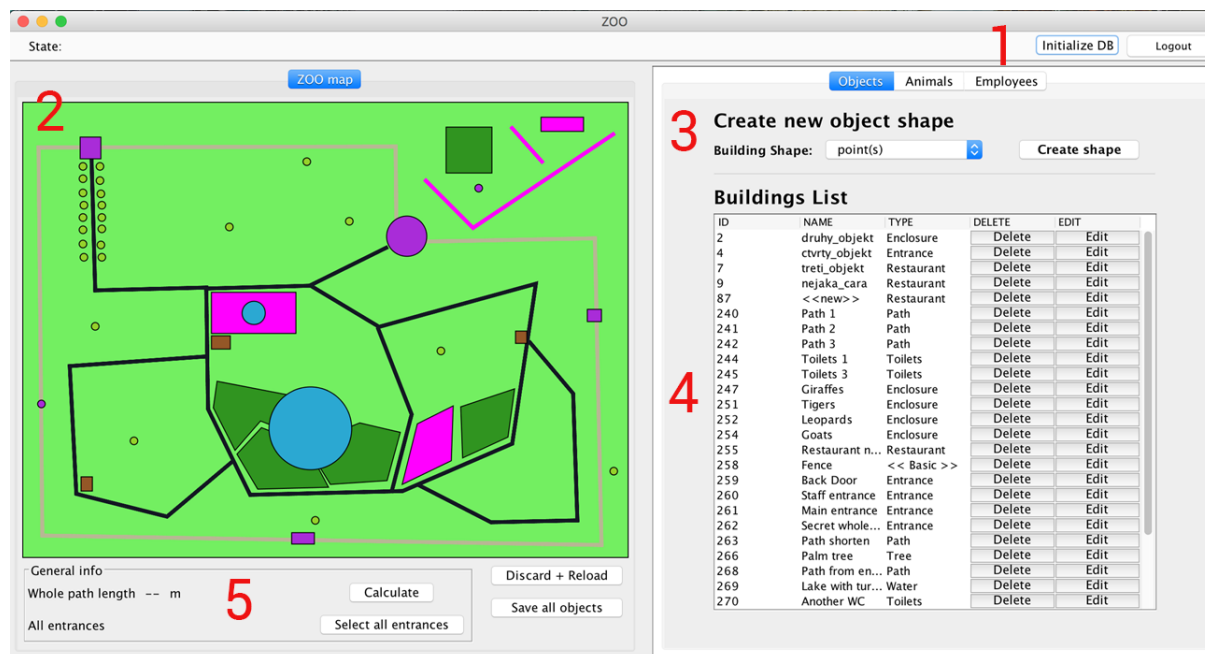 ZOO
State:
1
Initialize DB
Logout
ZOO map
Objects Animals Employees
2
3
Create new object shape
Building Shape: point(s) Create shape
Buildings List
ID NAME TYPE DELETE EDIT
2 druhy_objekt Enclosure Delete Edit
4 ctvrty_objekt Entrance Delete Edit
7 treti_objekt Restaurant Delete Edit
9 nejaka_cara Restaurant Delete Edit
87 <<new>> Restaurant Delete Edit
240 Path 1 Path Delete Edit
241 Path 2 Path Delete Edit
242 Path 3 Path Delete Edit
244 Toilets 1 Toilets Delete Edit
245 Toilets 3 Toilets Delete Edit
247 Giraffes Enclosure Delete Edit
4
251 Tigers Enclosure Delete Edit
252 Leopards Enclosure Delete Edit
254 Goats Enclosure Delete Edit
255 Restaurant n... Restaurant Delete Edit
258 Fence << Basic >> Delete Edit
259 Back Door Entrance Delete Edit
260 Staff entrance Entrance Delete Edit
261 Main entrance Entrance Delete Edit
262 Secret whole... Entrance Delete Edit
263 Path shorten Path Delete Edit
266 Palm tree Tree Delete Edit
268 Path from en... Path Delete Edit
269 Lake with tur... Water Delete Edit
270 Another WC Toilets Delete Edit
General info
Whole path length -- m
5
Calculate
All entrances
Select all entrances
Discard + Reload
Save all objects